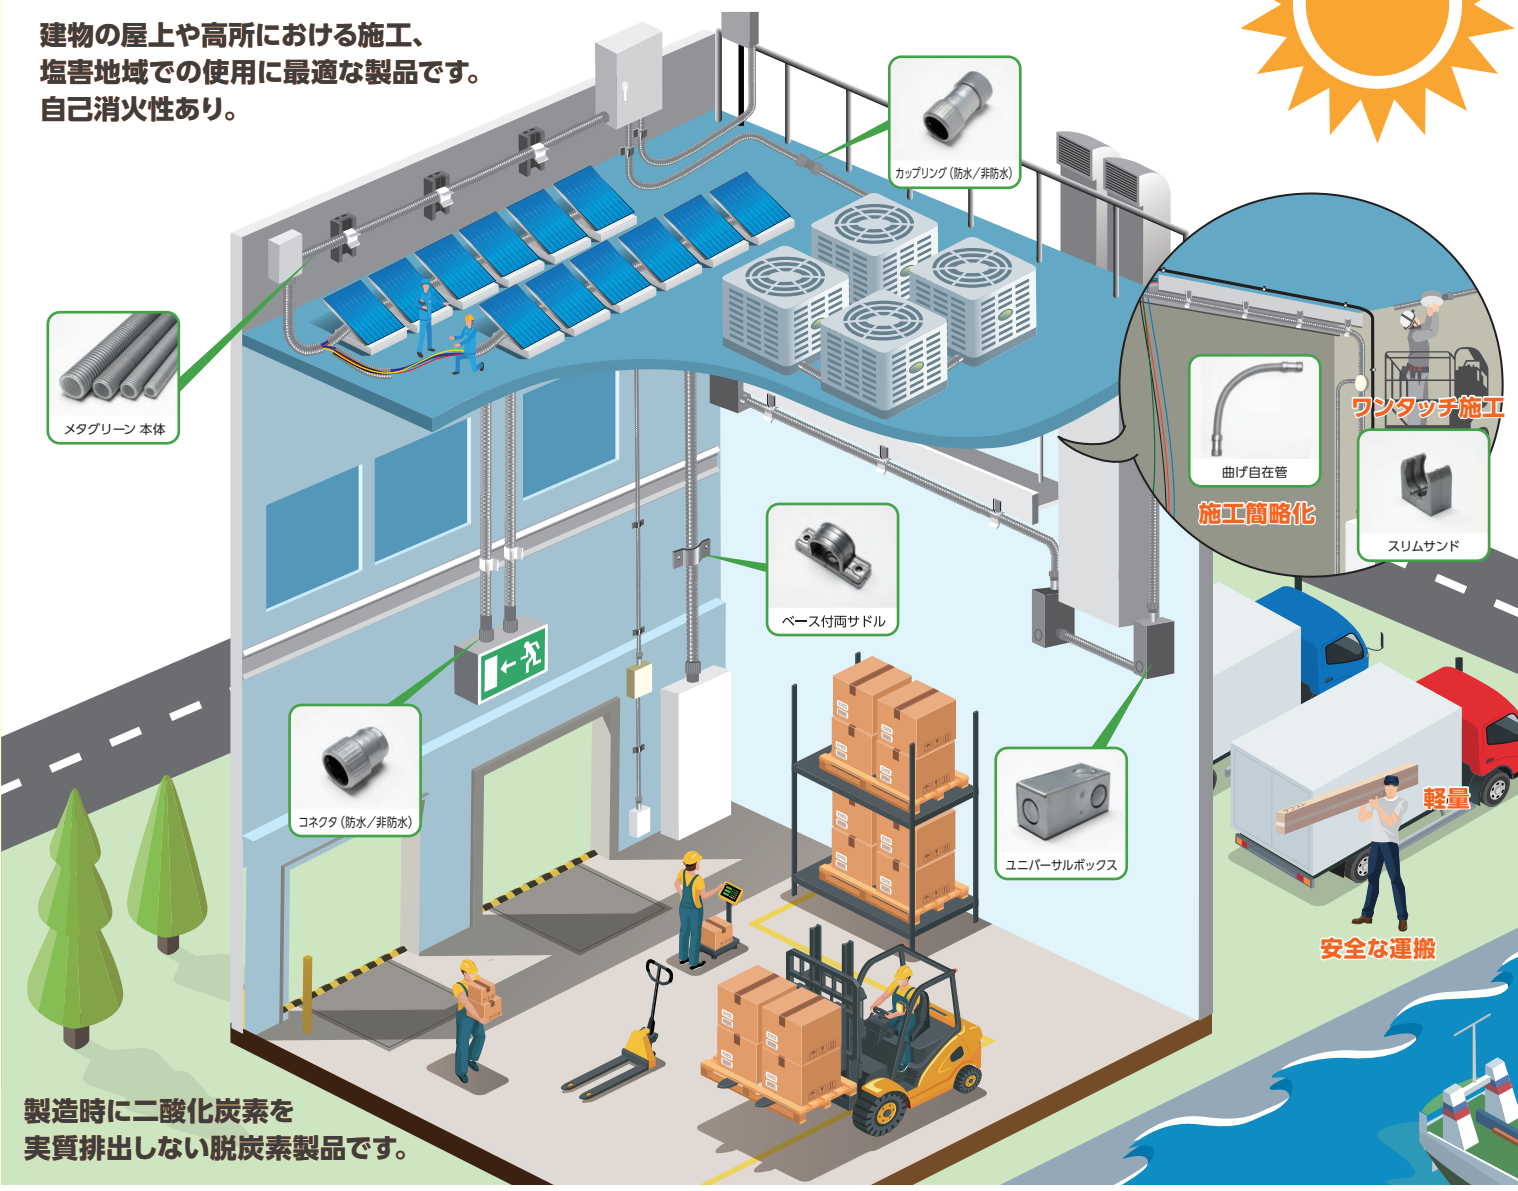 建物の屋上や高所における施工、
塩害地域での使用に最適な製品です。
自己消火性あり。
カップリング（防水／非防水）
メタグリーン 本体
ワンタッチ施工
曲げ自在管
施工簡略化
スリムサンド
ベース付両サドル
コネクタ（防水／非防水）
ユニバーサルボックス
軽量
安全な運搬
製造時に二酸化炭素を
実質排出しない脱炭素製品です。